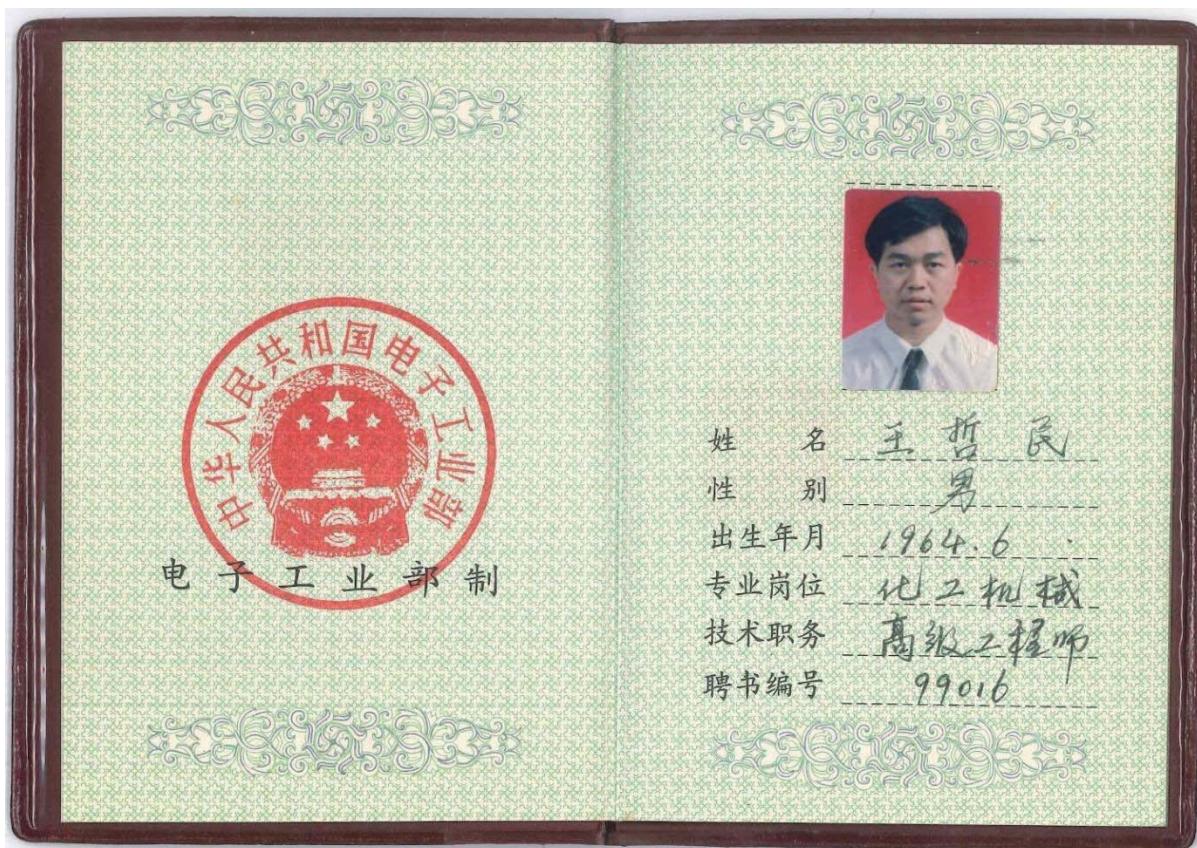 中华人民共和国电子工业部
电子工业部制
姓 名 王哲民
性 别 男
出生年月 1964.6
专业岗位 化工机械
技术职务 高级工程师
聘书编号 99016